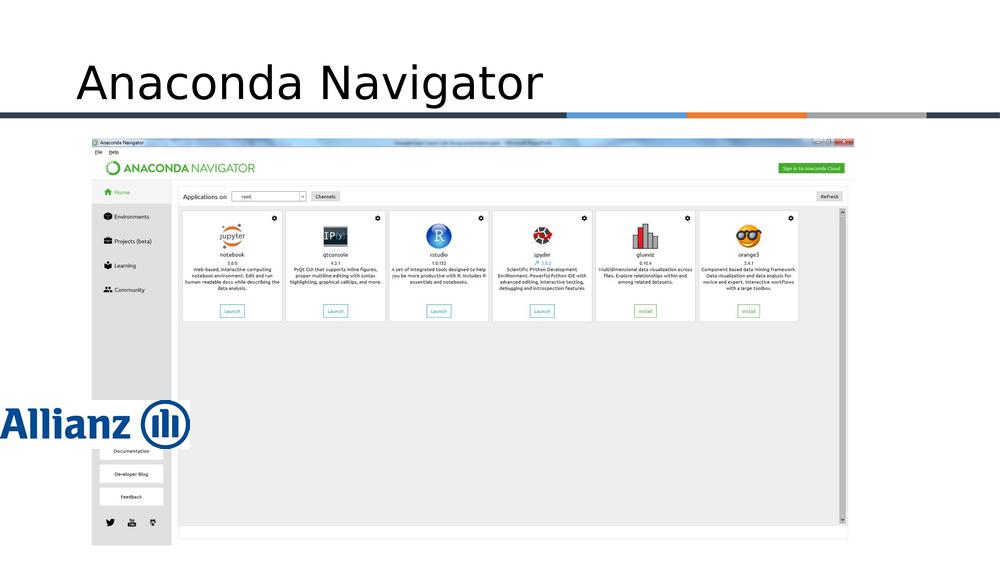 Anaconda Navigator
Anaconda Navigator
File Help
ANACONDA NAVIGATOR
Sign in to Anaconda Cloud
Home
Environments
Projects (beta)
Learning
Community
Applications on root Channels Refresh
jupyter
notebook
5.0.0
Web-based, interactive computing
notebook environment. Edit and run
human-readable docs while describing the
data analysis.
Launch
IP[y]:
qtconsole
4.3.1
PyQt GUI that supports inline figures,
proper multiline editing with syntax
highlighting, graphical calltips, and more.
Launch
R
rstudio
1.0.153
A set of integrated tools designed to help
you be more productive with R. Includes R
essentials and notebooks.
Launch
spyder
3.2.3
Scientific PYthon Development
EnviRonment. Powerful Python IDE with
advanced editing, interactive testing,
debugging and introspection features
Launch
glueviz
0.10.4
Multidimensional data visualization across
files. Explore relationships within and
among related datasets.
Install
orange3
3.4.1
Component based data mining framework.
Data visualization and data analysis for
novice and expert. Interactive workflows
with a large toolbox.
Install
Allianz
Documentation
Developer Blog
Feedback
You Tube